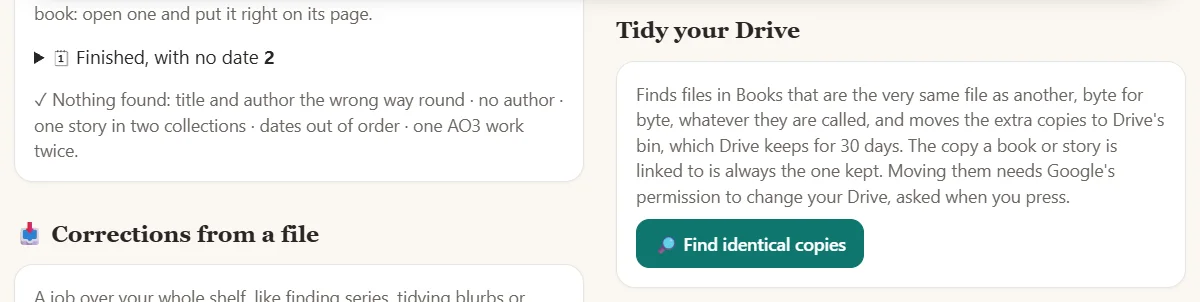 book: open one and put it right on its page.
▶ 🗓 Finished, with no date 2
✓ Nothing found: title and author the wrong way round · no author ·
one story in two collections · dates out of order · one AO3 work
twice.
📥 Corrections from a file
A job over your whole shelf, like finding series, tidying blurbs or
Tidy your Drive
Finds files in Books that are the very same file as another, byte for
byte, whatever they are called, and moves the extra copies to Drive's
bin, which Drive keeps for 30 days. The copy a book or story is
linked to is always the one kept. Moving them needs Google's
permission to change your Drive, asked when you press.
🔎 Find identical copies